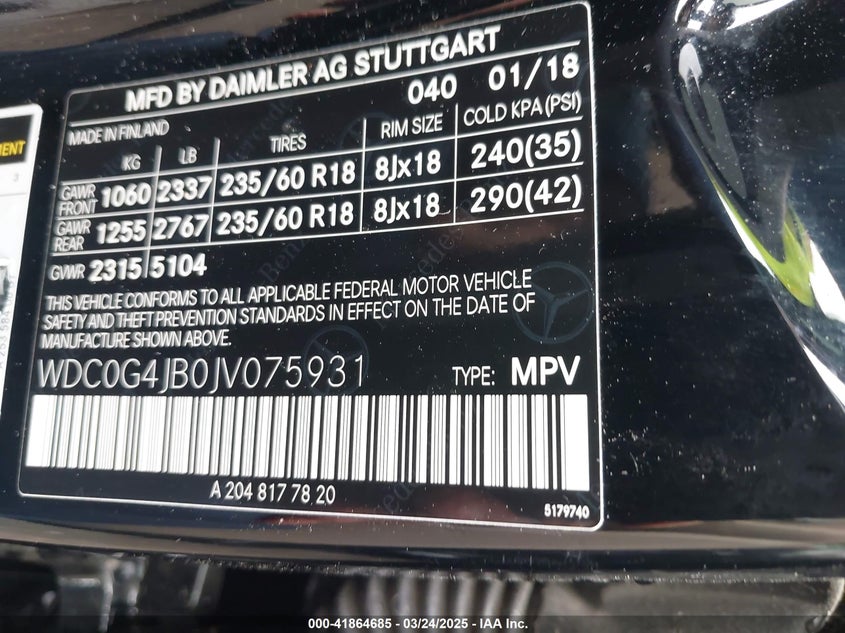 MFD BY DAIMLER AG STUTTGART
040 01/18
MADE IN FINLAND
KG LB TIRES RIM SIZE COLD KPA (PSI)
GAWR FRONT 1060 2337 235/60 R18 8Jx18 240(35)
GAWR REAR 1255 2767 235/60 R18 8Jx18 290(42)
GVWR 2315 5104
THIS VEHICLE CONFORMS TO ALL APPLICABLE FEDERAL MOTOR VEHICLE
SAFETY AND THEFT PREVENTION STANDARDS IN EFFECT ON THE DATE OF
MANUFACTURE SHOWN ABOVE.
WDC0G4JB0JV075931 TYPE: MPV
A 204 817 78 20
5179740
000-41864685 - 03/24/2025 - IAA Inc.